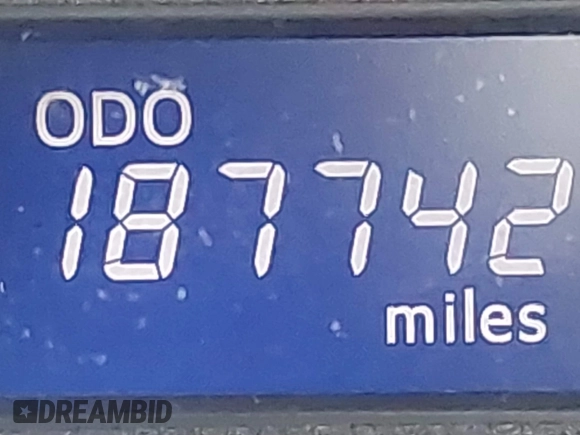 ODO
187742
miles
DREAMBID